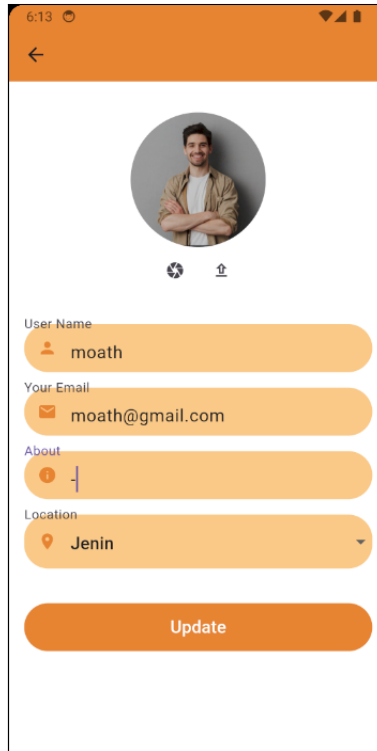 6:13
User Name
moath
Your Email
moath@gmail.com
About
-
Location
Jenin
Update